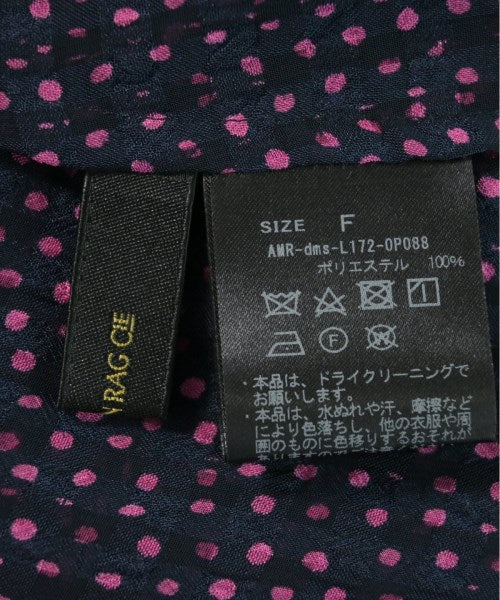 N RAG CIE
SIZE F
AMR-dms-L172-0P088
ポリエステル 100%
F
・本品は、ドライクリーニングで
お願いします。
・本品は、水ぬれや汗、摩擦など
により色落ちし、他の衣服や周
囲のものに色移りするおそれが